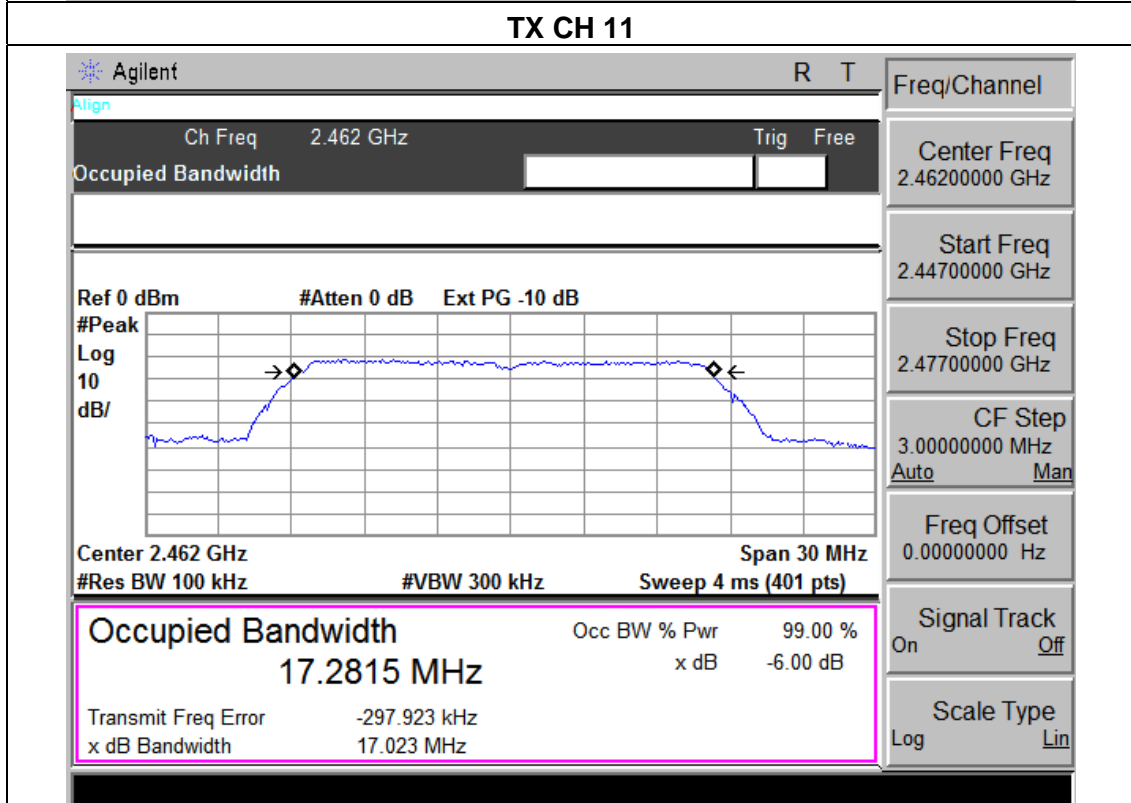 TX CH 11
Agilent R T
Align
Ch Freq 2.462 GHz Trig Free
Occupied Bandwidth
Ref 0 dBm #Atten 0 dB Ext PG -10 dB
#Peak
Log
10
dB/
Center 2.462 GHz Span 30 MHz
#Res BW 100 kHz #VBW 300 kHz Sweep 4 ms (401 pts)
Occupied Bandwidth Occ BW % Pwr 99.00 %
17.2815 MHz x dB -6.00 dB
Transmit Freq Error -297.923 kHz
x dB Bandwidth 17.023 MHz
Freq/Channel
Center Freq
2.46200000 GHz
Start Freq
2.44700000 GHz
Stop Freq
2.47700000 GHz
CF Step
3.00000000 MHz
Auto Man
Freq Offset
0.00000000 Hz
Signal Track
On Off
Scale Type
Log Lin